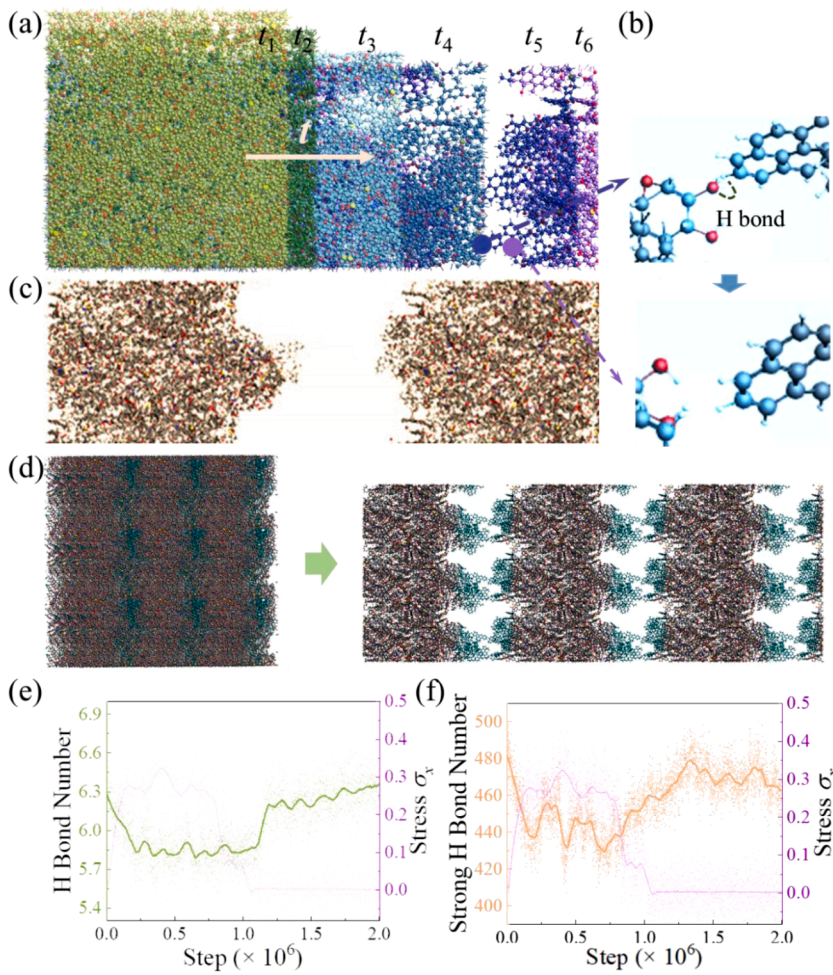 (a)
t1 t2 t3 t4 t5 t6
t
(b)
H bond
(c)
(d)
(e)
6.9
6.6
6.3
6.0
5.7
5.4
H Bond Number
0.5
0.4
0.3
0.2
0.1
0.0
Stress σx
0.0 0.5 1.0 1.5 2.0
Step (× 10^6)
(f)
500
480
460
440
420
400
Strong H Bond Number
0.5
0.4
0.3
0.2
0.1
0.0
Stress σx
0.0 0.5 1.0 1.5 2.0
Step (× 10^6)